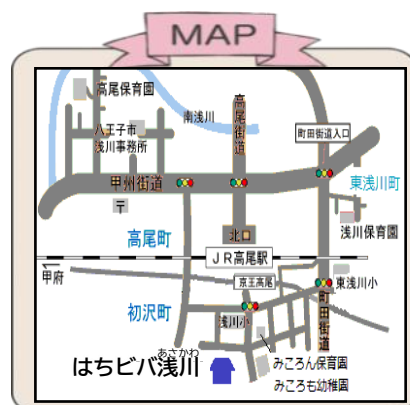 MAP
高尾保育園
南浅川
高尾街道
町田街道入口
八王子市
浅川事務所
甲州街道
東浅川町
〒
北口
高尾町
浅川保育園
JR高尾駅
甲府
京王高尾
東浅川小
町田街道
初沢町
浅川小
あさかわ
はちビバ浅川
みころん保育園
みころも幼稚園